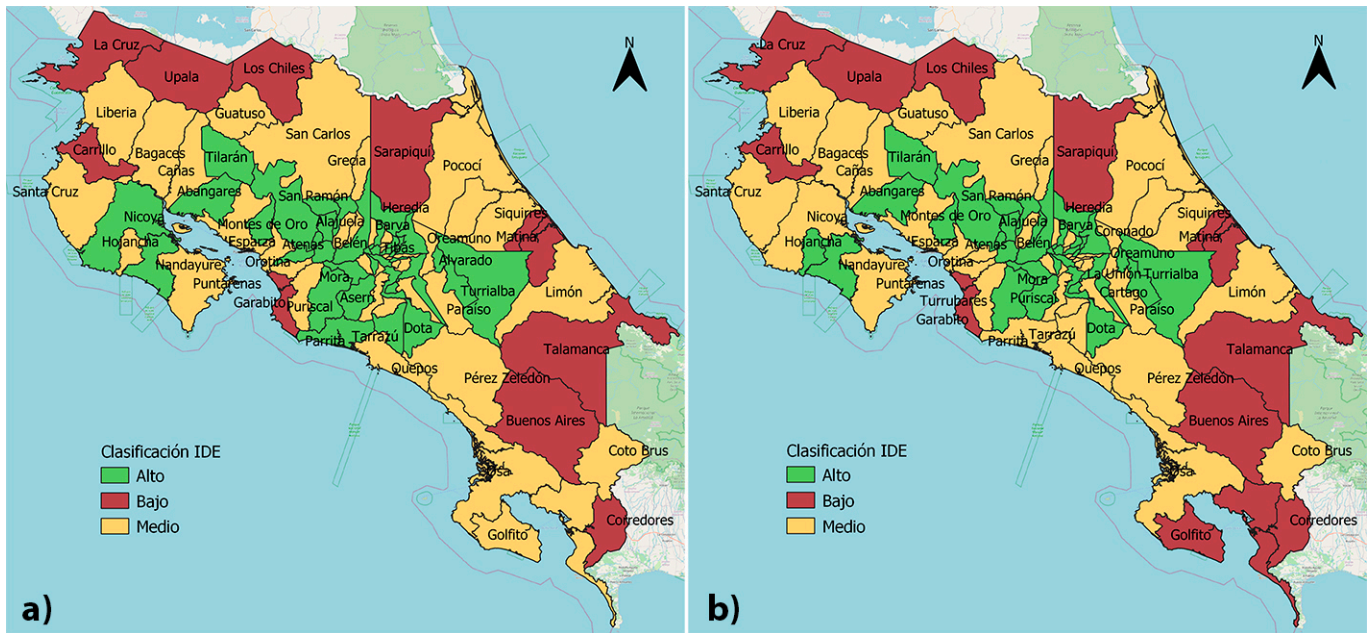 N
La Cruz
Upala
Los Chiles
Liberia
Guatuso
San Carlos
Carrillo
Bagaces
Tilarán
Grecia
Sarapiquí
Pococí
Cañas
Santa Cruz
Abangares
San Ramón
Nicoya
Montes de Oro
Alajuela
Heredia
Siquirres
Hojancha
Esparza
Atenas
Belén
Barva
Tibás
Oreamuno
Matina
Nandayure
Orotina
Alvarado
Puntarenas
Mora
Turrialba
Limón
Garabito
Puriscal
Aserrí
Paraíso
Parrita
Tarrazú
Dota
Talamanca
Quepos
Pérez Zeledón
Buenos Aires
Clasificación IDE
Alto
Bajo
Medio
Osa
Coto Brus
Golfito
Corredores
a)
N
La Cruz
Upala
Los Chiles
Liberia
Guatuso
San Carlos
Carrillo
Bagaces
Tilarán
Grecia
Sarapiquí
Pococí
Cañas
Santa Cruz
Abangares
San Ramón
Nicoya
Montes de Oro
Alajuela
Heredia
Siquirres
Hojancha
Esparza
Atenas
Belén
Barva
Coronado
Matina
Nandayure
Orotina
Oreamuno
Puntarenas
Mora
La Unión
Turrialba
Limón
Turrubares
Puriscal
Cartago
Garabito
Paraíso
Parrita
Tarrazú
Dota
Talamanca
Quepos
Pérez Zeledón
Buenos Aires
Clasificación IDE
Alto
Bajo
Medio
Osa
Coto Brus
Golfito
Corredores
b)